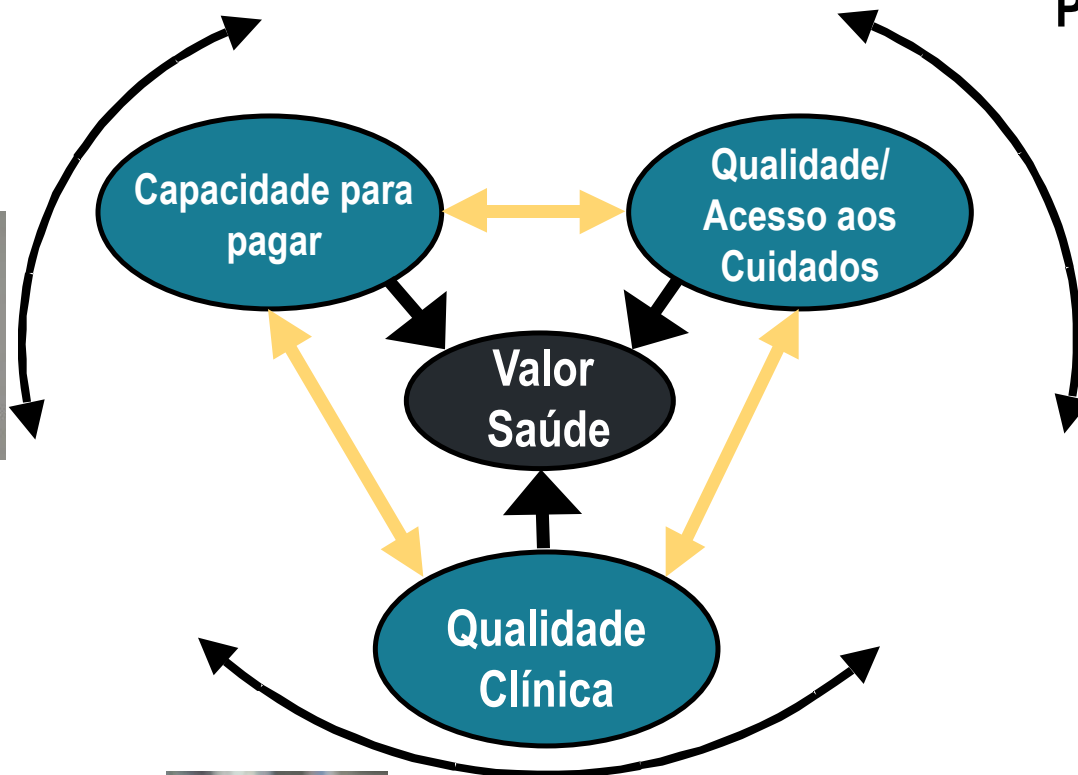 P
Capacidade para
pagar
Qualidade/
Acesso aos
Cuidados
Valor
Saúde
Qualidade
Clínica